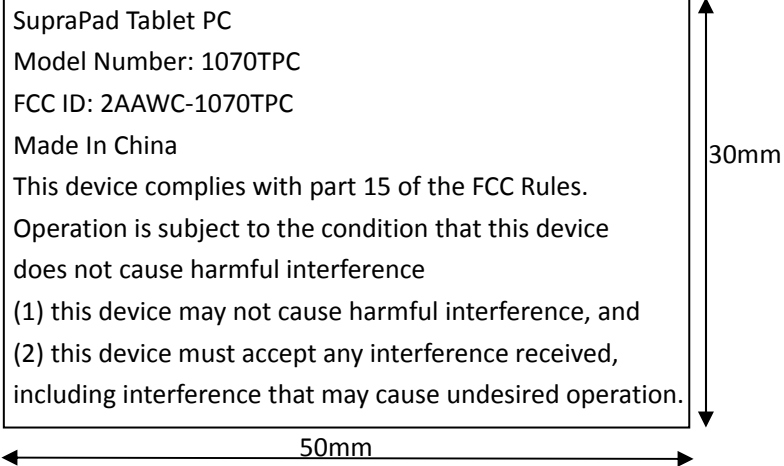 SupraPad Tablet PC
Model Number: 1070TPC
FCC ID: 2AAWC-1070TPC
Made In China
This device complies with part 15 of the FCC Rules.
Operation is subject to the condition that this device
does not cause harmful interference
(1) this device may not cause harmful interference, and
(2) this device must accept any interference received,
including interference that may cause undesired operation.
30mm
50mm